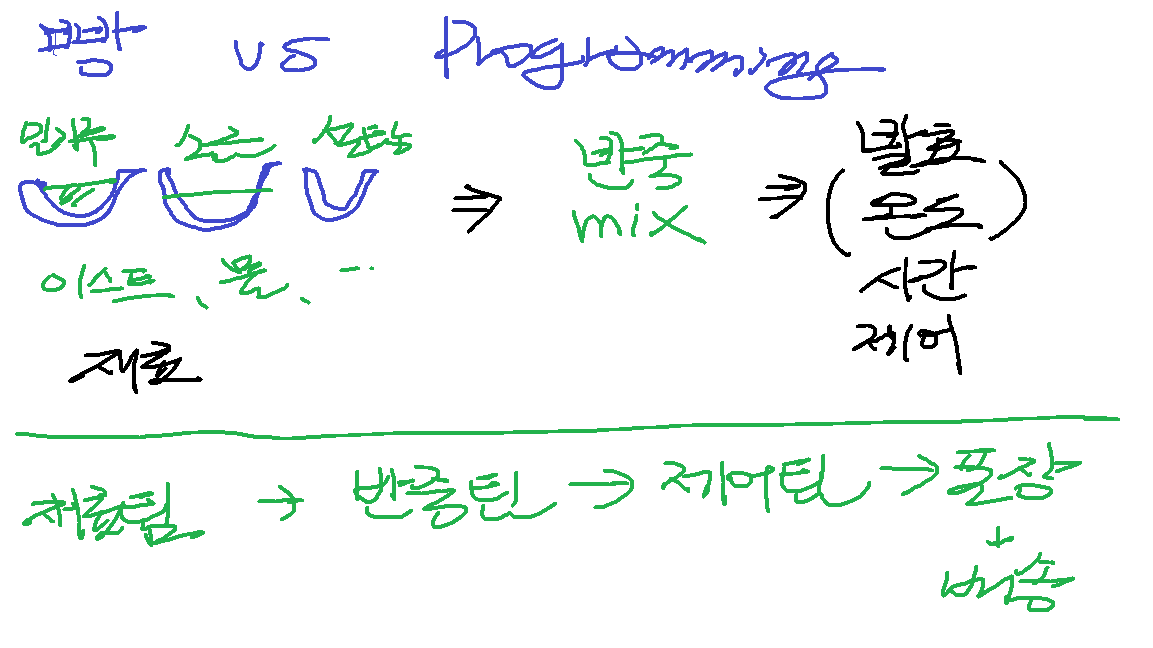 빵 vs Programming
밀가루 소금 설탕
⇒ 반죽 mix ⇒ 발효 (온도) 시간 제어
이스트、물、...
재료
재료팀 → 반죽팀 → 제어팀 → 포장
↓
배송